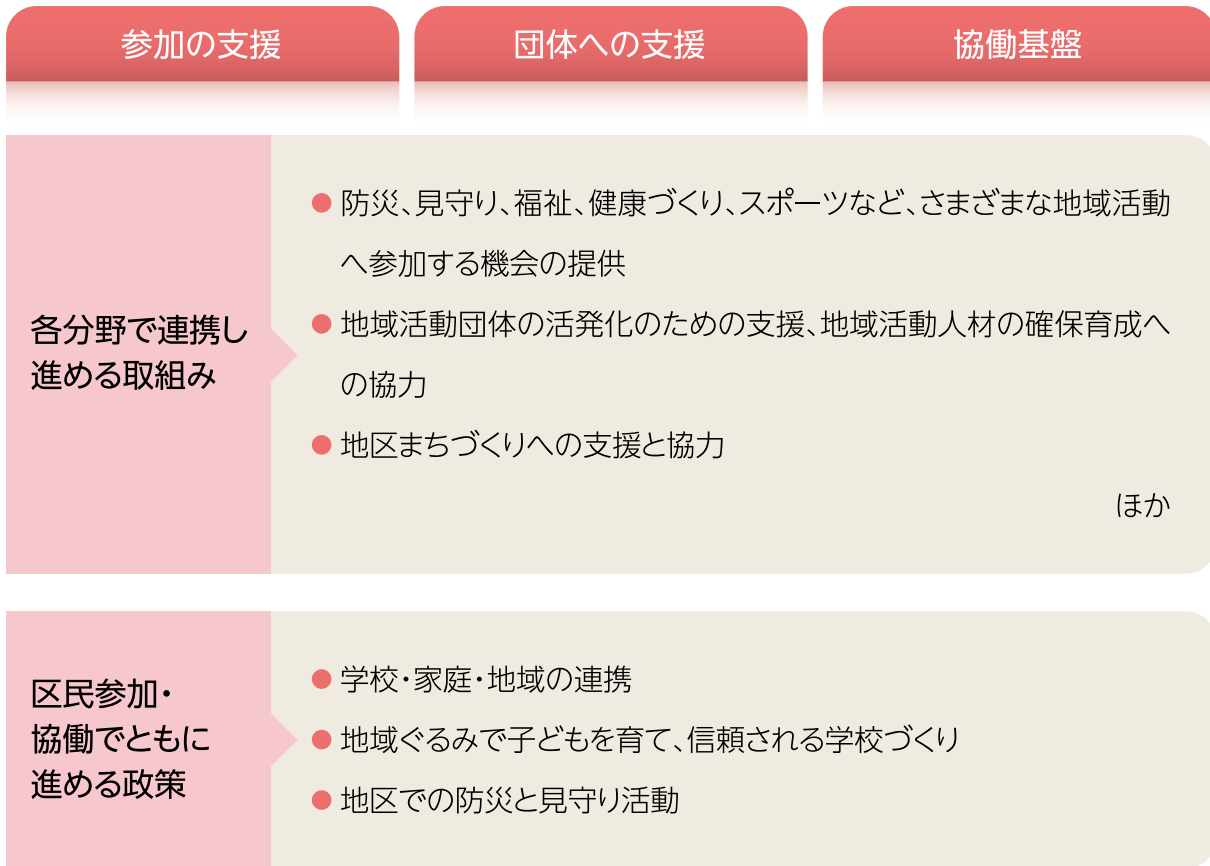 参加の支援
団体への支援
協働基盤
各分野で連携し
進める取組み
● 防災、見守り、福祉、健康づくり、スポーツなど、さまざまな地域活動
へ参加する機会の提供
● 地域活動団体の活発化のための支援、地域活動人材の確保育成へ
の協力
● 地区まちづくりへの支援と協力
ほか
区民参加・
協働でともに
進める政策
● 学校・家庭・地域の連携
● 地域ぐるみで子どもを育て、信頼される学校づくり
● 地区での防災と見守り活動